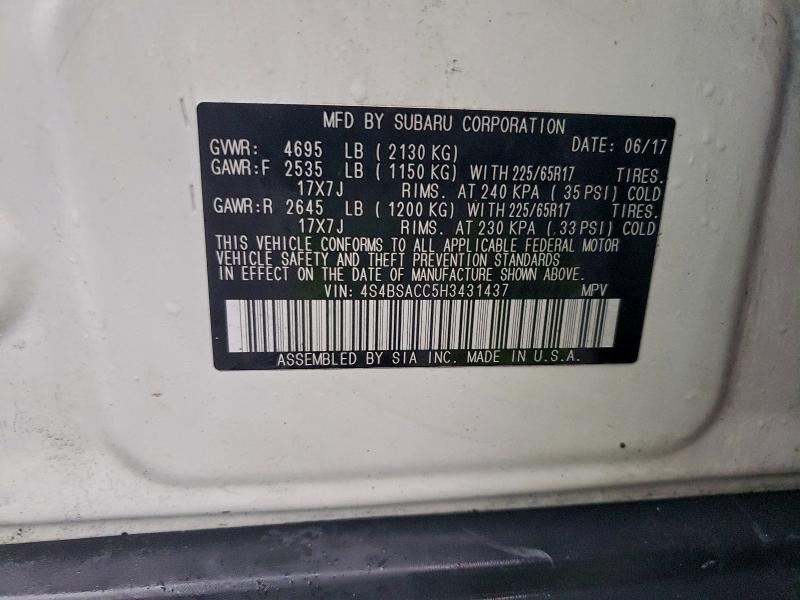 MFD BY SUBARU CORPORATION
GVWR: 4695 LB ( 2130 KG) DATE: 06/17
GAWR:F 2535 LB ( 1150 KG) WITH 225/65R17 TIRES.
17X7J RIMS. AT 240 KPA ( 35 PSI) COLD
GAWR:R 2645 LB ( 1200 KG) WITH 225/65R17 TIRES.
17X7J RIMS. AT 230 KPA ( 33 PSI) COLD
THIS VEHICLE CONFORMS TO ALL APPLICABLE FEDERAL MOTOR
VEHICLE SAFETY AND THEFT PREVENTION STANDARDS
IN EFFECT ON THE DATE OF MANUFACTURE SHOWN ABOVE.
VIN: 4S4BSACC5H3431437 MPV
ASSEMBLED BY SIA INC. MADE IN U.S.A.